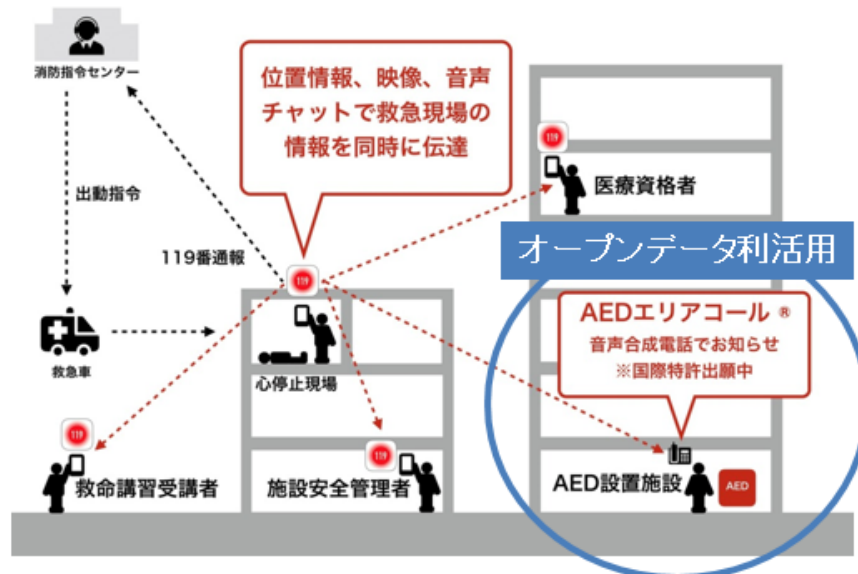 消防指令センター
位置情報、映像、音声
チャットで救急現場の
情報を同時に伝達
119
医療資格者
出動指令
オープンデータ利活用
119番通報
119
AEDエリアコール ®
音声合成電話でお知らせ
※国際特許出願中
救急車
心停止現場
119
119
救命講習受講者
施設安全管理者
AED設置施設
AED